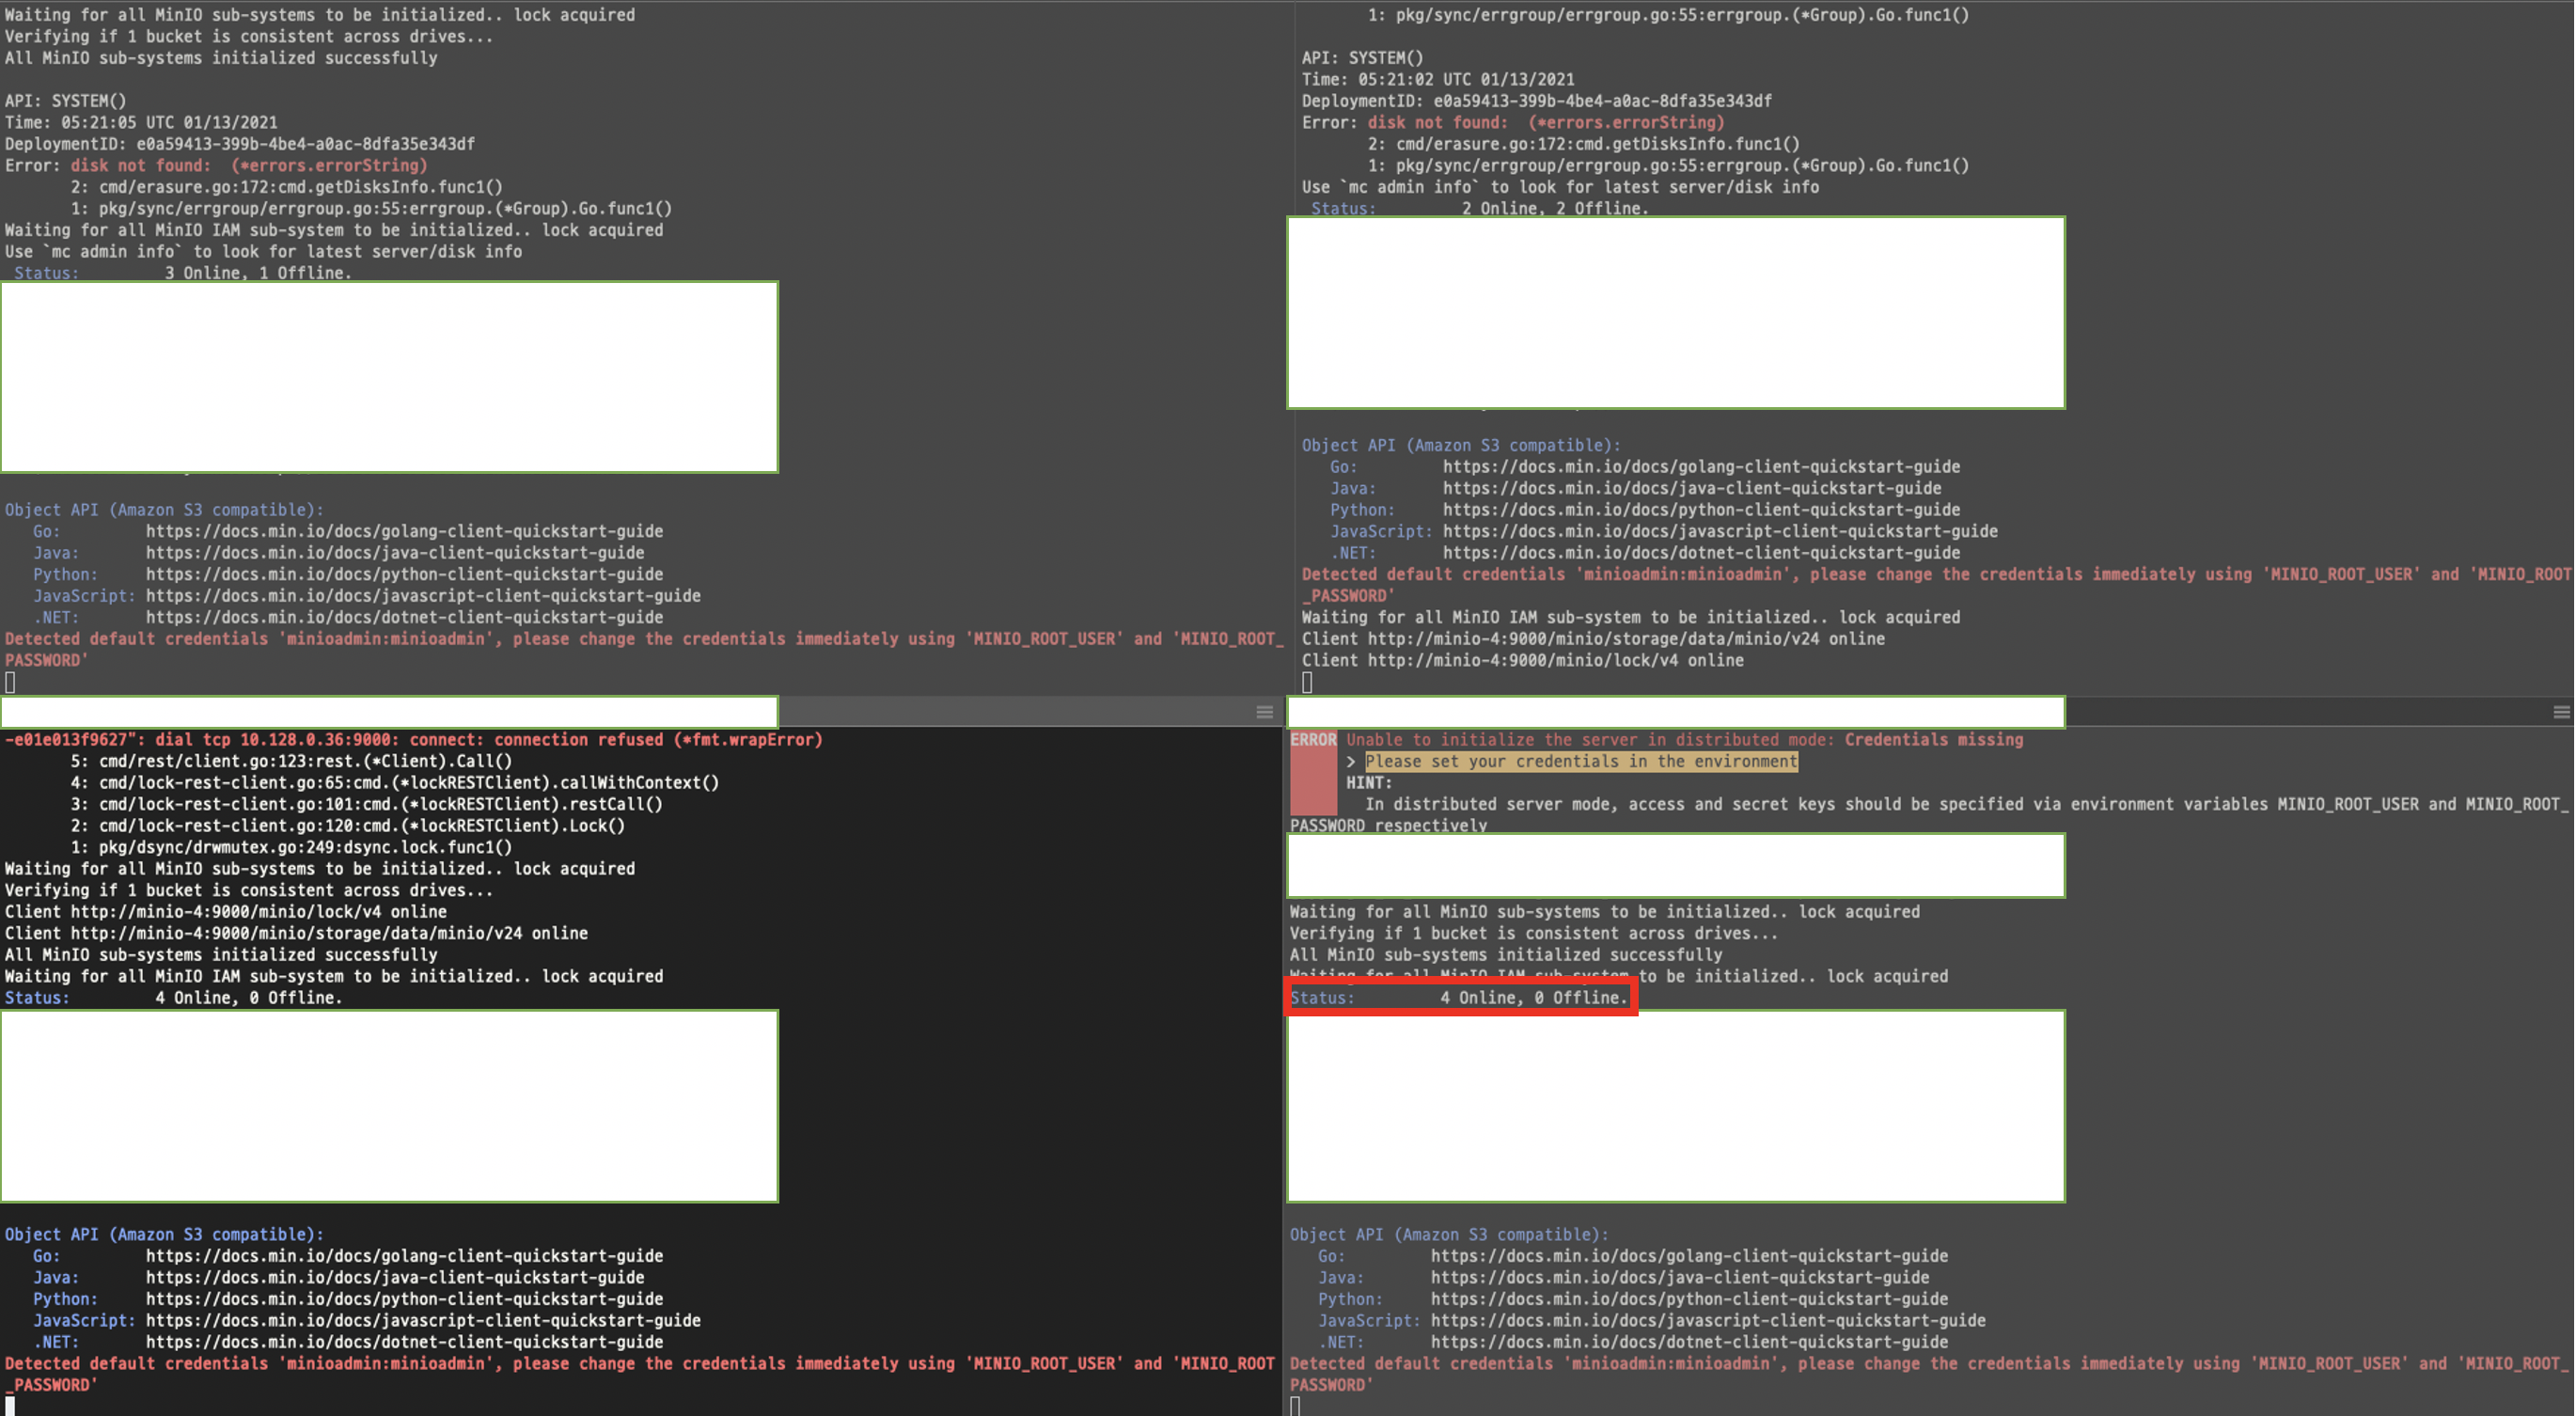 Waiting for all MinIO sub-systems to be initialized.. lock acquired
Verifying if 1 bucket is consistent across drives...
All MinIO sub-systems initialized successfully
API: SYSTEM()
Time: 05:21:05 UTC 01/13/2021
DeploymentID: e0a59413-399b-4be4-a0ac-8dfa35e343df
Error: disk not found:  (*errors.errorString)
       2: cmd/erasure.go:172:cmd.getDisksInfo.func1()
       1: pkg/sync/errgroup/errgroup.go:55:errgroup.(*Group).Go.func1()
Waiting for all MinIO IAM sub-system to be initialized.. lock acquired
Use `mc admin info` to look for latest server/disk info
 Status:         3 Online, 1 Offline.
Object API (Amazon S3 compatible):
   Go:         https://docs.min.io/docs/golang-client-quickstart-guide
   Java:       https://docs.min.io/docs/java-client-quickstart-guide
   Python:     https://docs.min.io/docs/python-client-quickstart-guide
   JavaScript: https://docs.min.io/docs/javascript-client-quickstart-guide
   .NET:       https://docs.min.io/docs/dotnet-client-quickstart-guide
Detected default credentials 'minioadmin:minioadmin', please change the credentials immediately using 'MINIO_ROOT_USER' and 'MINIO_ROOT_
PASSWORD'
       1: pkg/sync/errgroup/errgroup.go:55:errgroup.(*Group).Go.func1()
API: SYSTEM()
Time: 05:21:02 UTC 01/13/2021
DeploymentID: e0a59413-399b-4be4-a0ac-8dfa35e343df
Error: disk not found:  (*errors.errorString)
       2: cmd/erasure.go:172:cmd.getDisksInfo.func1()
       1: pkg/sync/errgroup/errgroup.go:55:errgroup.(*Group).Go.func1()
Use `mc admin info` to look for latest server/disk info
 Status:         2 Online, 2 Offline.
Object API (Amazon S3 compatible):
   Go:         https://docs.min.io/docs/golang-client-quickstart-guide
   Java:       https://docs.min.io/docs/java-client-quickstart-guide
   Python:     https://docs.min.io/docs/python-client-quickstart-guide
   JavaScript: https://docs.min.io/docs/javascript-client-quickstart-guide
   .NET:       https://docs.min.io/docs/dotnet-client-quickstart-guide
Detected default credentials 'minioadmin:minioadmin', please change the credentials immediately using 'MINIO_ROOT_USER' and 'MINIO_ROOT
_PASSWORD'
Waiting for all MinIO IAM sub-system to be initialized.. lock acquired
Client http://minio-4:9000/minio/storage/data/minio/v24 online
Client http://minio-4:9000/minio/lock/v4 online
-e01e013f9627": dial tcp 10.128.0.36:9000: connect: connection refused (*fmt.wrapError)
       5: cmd/rest/client.go:123:rest.(*Client).Call()
       4: cmd/lock-rest-client.go:65:cmd.(*lockRESTClient).callWithContext()
       3: cmd/lock-rest-client.go:101:cmd.(*lockRESTClient).restCall()
       2: cmd/lock-rest-client.go:120:cmd.(*lockRESTClient).Lock()
       1: pkg/dsync/drwmutex.go:249:dsync.lock.func1()
Waiting for all MinIO sub-systems to be initialized.. lock acquired
Verifying if 1 bucket is consistent across drives...
Client http://minio-4:9000/minio/lock/v4 online
Client http://minio-4:9000/minio/storage/data/minio/v24 online
All MinIO sub-systems initialized successfully
Waiting for all MinIO IAM sub-system to be initialized.. lock acquired
Status:         4 Online, 0 Offline.
Object API (Amazon S3 compatible):
   Go:         https://docs.min.io/docs/golang-client-quickstart-guide
   Java:       https://docs.min.io/docs/java-client-quickstart-guide
   Python:     https://docs.min.io/docs/python-client-quickstart-guide
   JavaScript: https://docs.min.io/docs/javascript-client-quickstart-guide
   .NET:       https://docs.min.io/docs/dotnet-client-quickstart-guide
Detected default credentials 'minioadmin:minioadmin', please change the credentials immediately using 'MINIO_ROOT_USER' and 'MINIO_ROOT
_PASSWORD'
ERROR Unable to initialize the server in distributed mode: Credentials missing
      > Please set your credentials in the environment
      HINT:
        In distributed server mode, access and secret keys should be specified via environment variables MINIO_ROOT_USER and MINIO_ROOT_
PASSWORD respectively
Waiting for all MinIO sub-systems to be initialized.. lock acquired
Verifying if 1 bucket is consistent across drives...
All MinIO sub-systems initialized successfully
Waiting for all MinIO IAM sub-system to be initialized.. lock acquired
Status:         4 Online, 0 Offline.
Object API (Amazon S3 compatible):
   Go:         https://docs.min.io/docs/golang-client-quickstart-guide
   Java:       https://docs.min.io/docs/java-client-quickstart-guide
   Python:     https://docs.min.io/docs/python-client-quickstart-guide
   JavaScript: https://docs.min.io/docs/javascript-client-quickstart-guide
   .NET:       https://docs.min.io/docs/dotnet-client-quickstart-guide
Detected default credentials 'minioadmin:minioadmin', please change the credentials immediately using 'MINIO_ROOT_USER' and 'MINIO_ROOT_
PASSWORD'